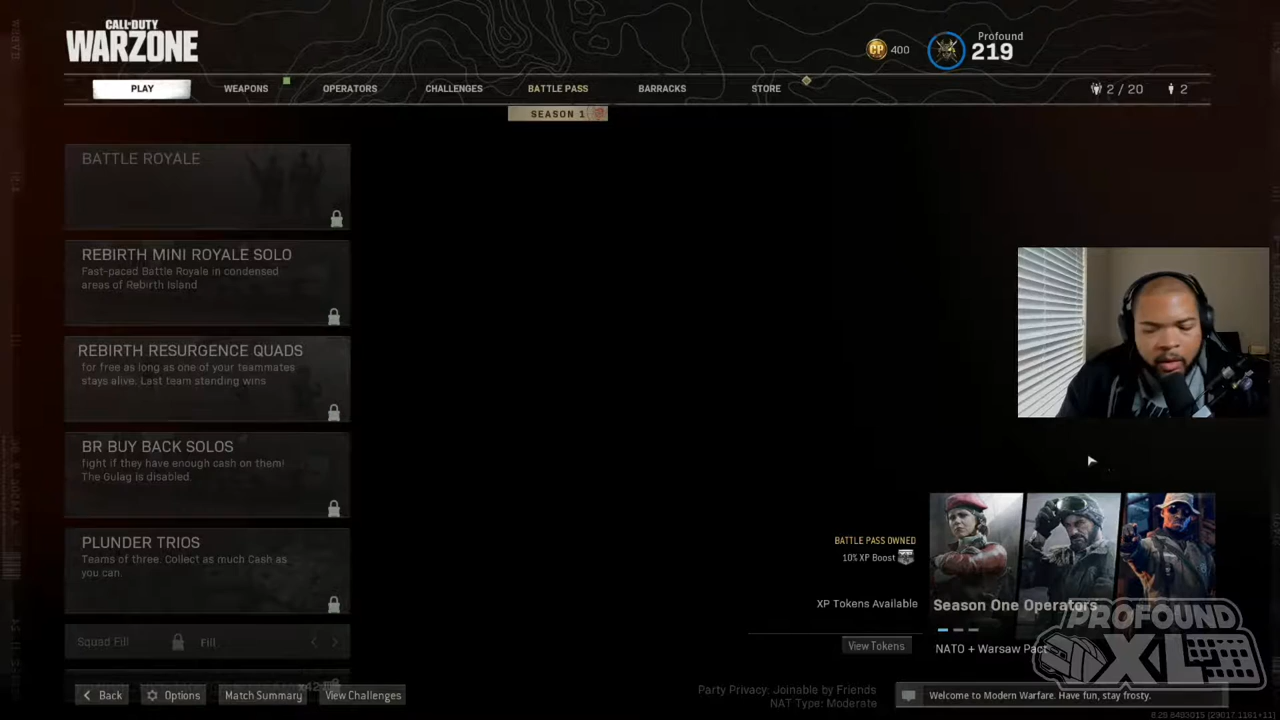 CALL OF DUTY
WARZONE
CP 400
Profound
219
PLAY
WEAPONS
OPERATORS
CHALLENGES
BATTLE PASS
BARRACKS
STORE
2 / 20
2
SEASON 1
BATTLE ROYALE
REBIRTH MINI ROYALE SOLO
Fast-paced Battle Royale in condensed
areas of Rebirth Island
REBIRTH RESURGENCE QUADS
for free as long as one of your teammates
stays alive. Last team standing wins
BR BUY BACK SOLOS
fight if they have enough cash on them!
The Gulag is disabled.
PLUNDER TRIOS
Teams of three. Collect as much Cash as
you can.
Squad Fill
Fill
BATTLE PASS OWNED
10% XP Boost
XP Tokens Available
View Tokens
Season One Operators
NATO + Warsaw Pact
PROFOUND
XL
Back
Options
Match Summary
x42
View Challenges
Party Privacy: Joinable by Friends
NAT Type: Moderate
Welcome to Modern Warfare. Have fun, stay frosty.